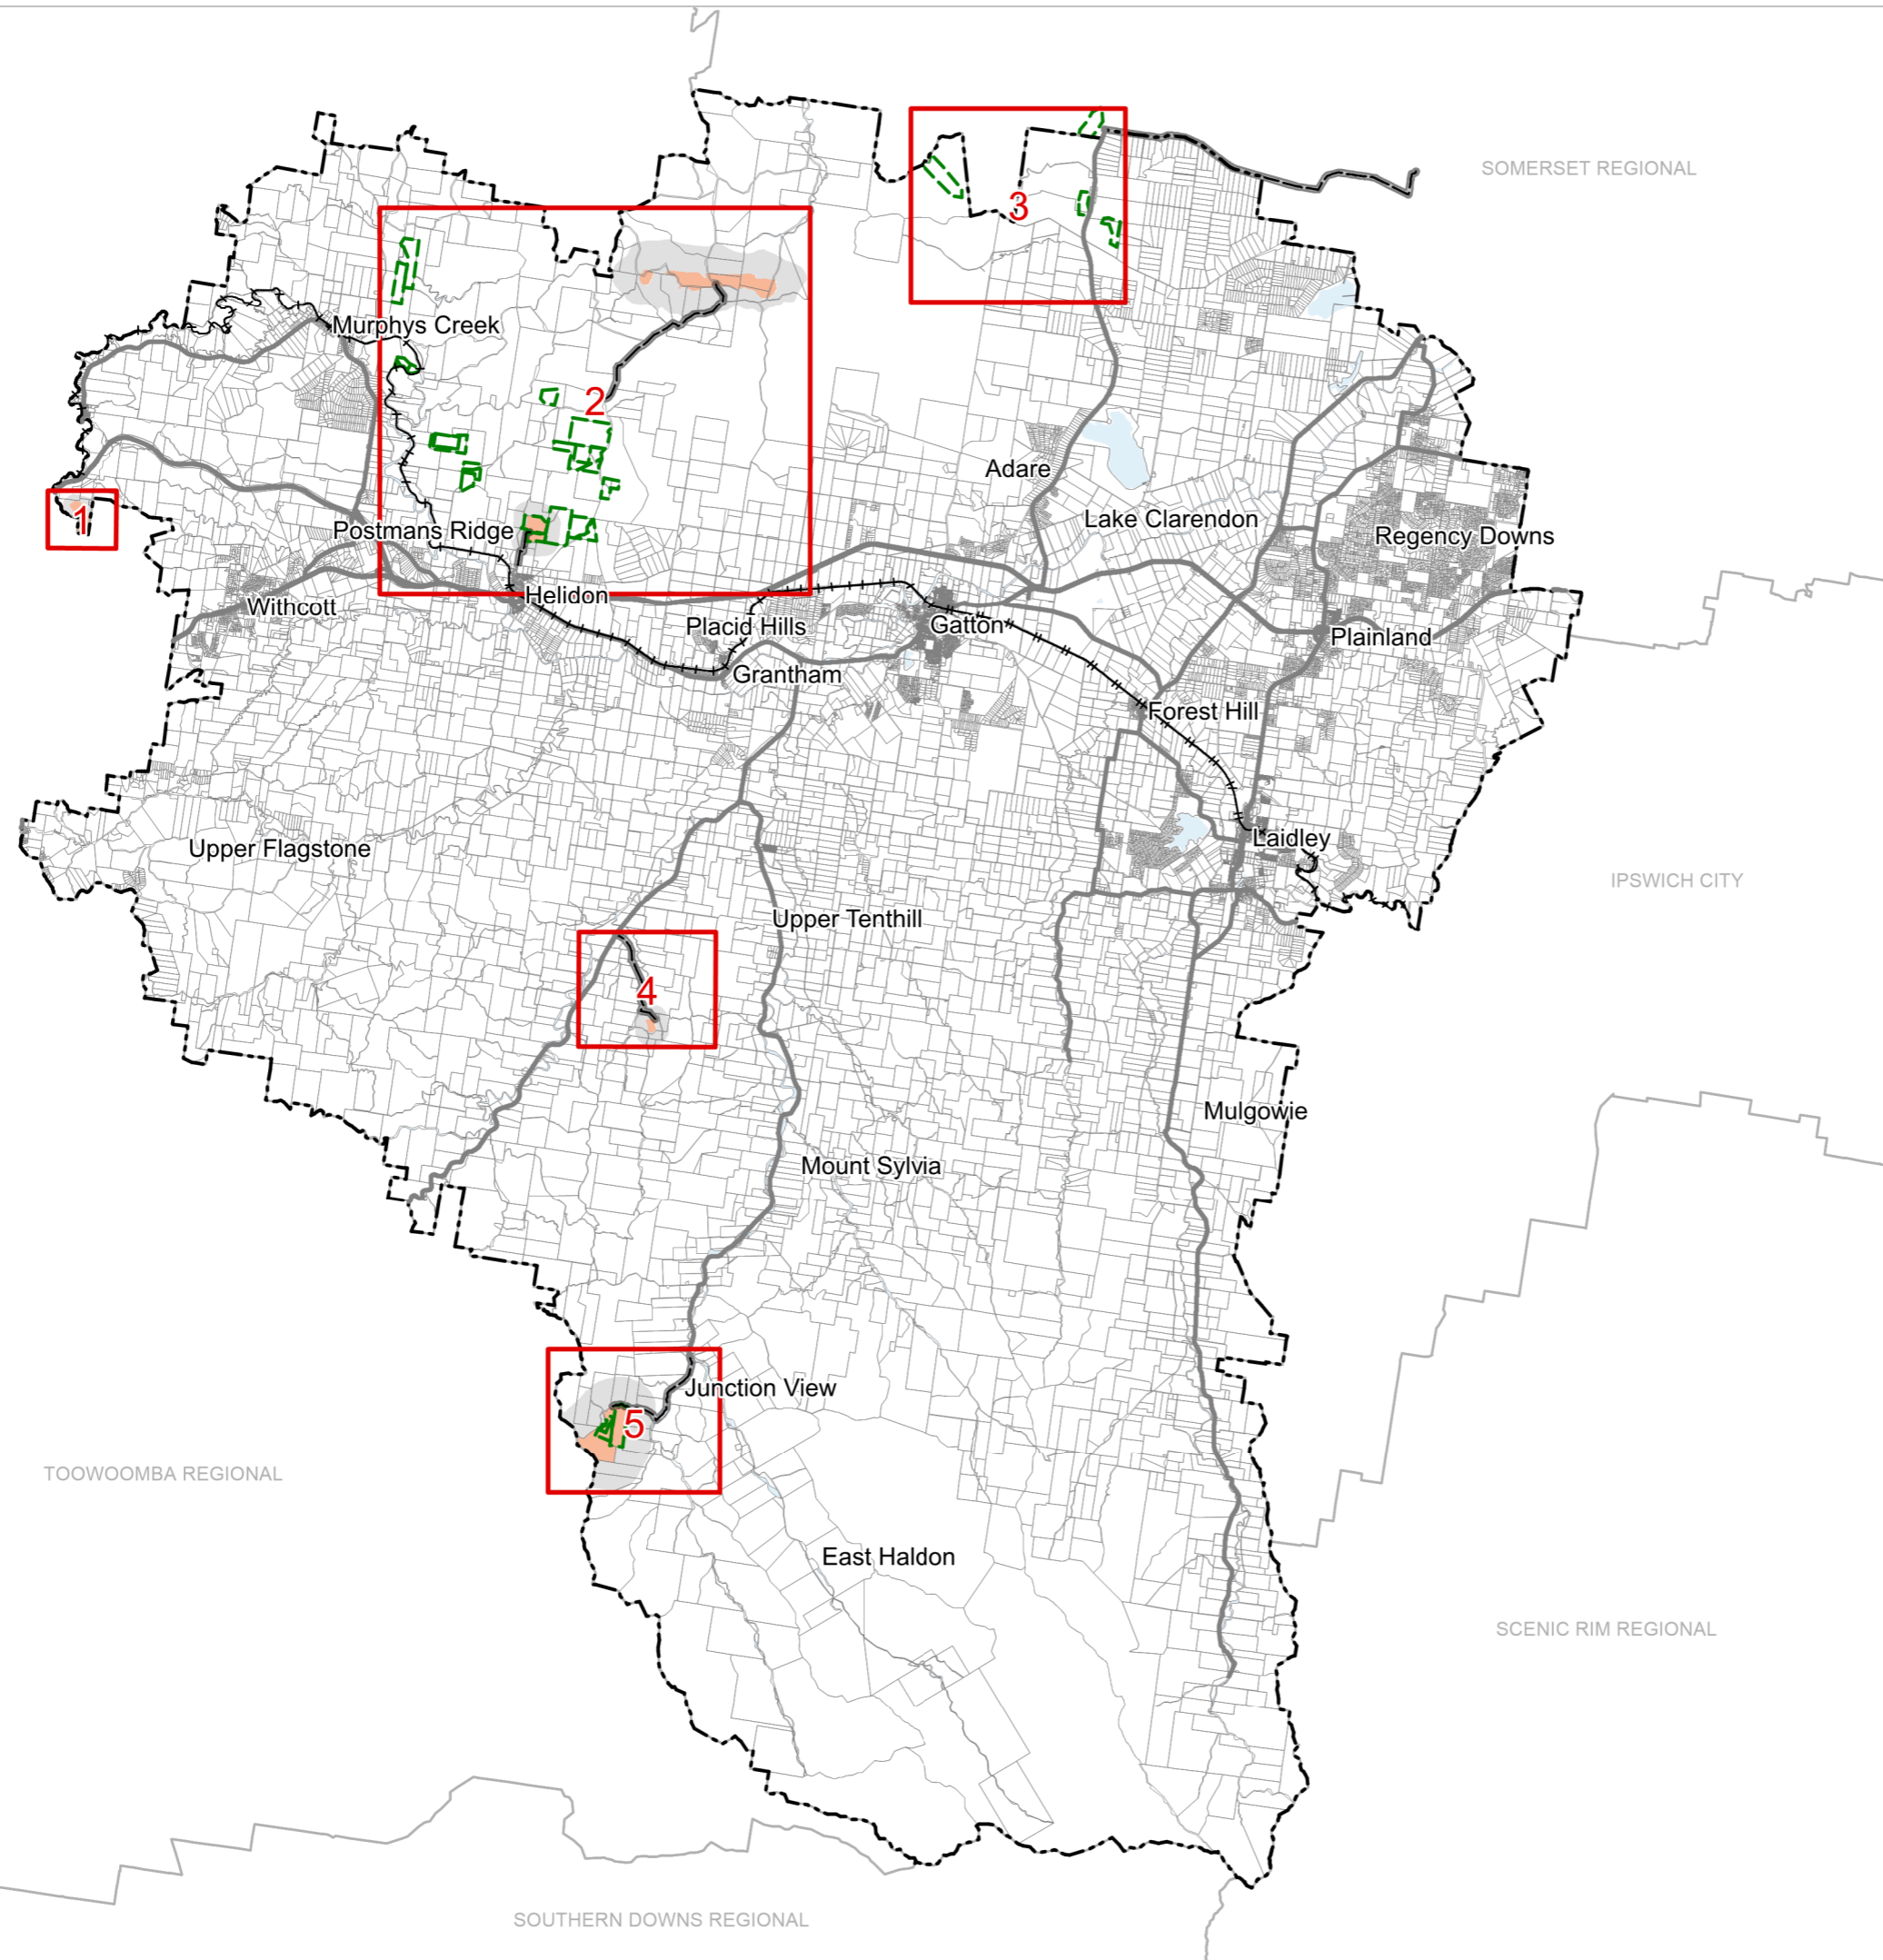 SOMERSET REGIONAL
3
Murphys Creek
2
Adare
1
Postmans Ridge
Lake Clarendon
Regency Downs
Helidon
Withcott
Placid Hills
Gatton
Plainland
Grantham
Forest Hill
Laidley
Upper Flagstone
IPSWICH CITY
Upper Tenthill
4
Mulgowie
Mount Sylvia
Junction View
5
TOOWOOMBA REGIONAL
East Haldon
SCENIC RIM REGIONAL
SOUTHERN DOWNS REGIONAL